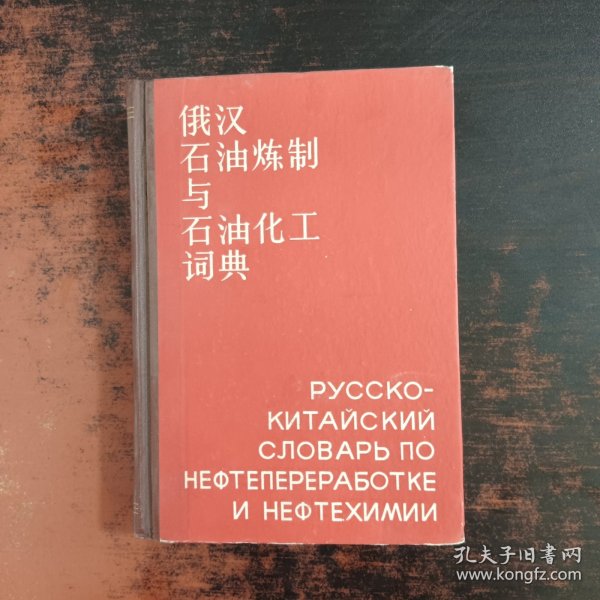 俄汉
石油炼制
与
石油化工
词典
РУССКО-
КИТАЙСКИЙ
СЛОВАРЬ ПО
НЕФТЕПЕРЕРАБОТКЕ
И НЕФТЕХИМИИ
孔夫子旧书网
www.kongfz.com